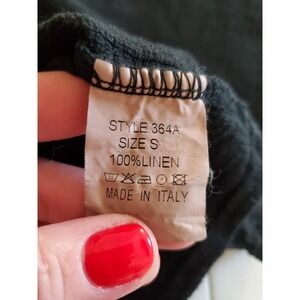 STYLE 364A
SIZE S
100%LINEN
MADE IN ITALY